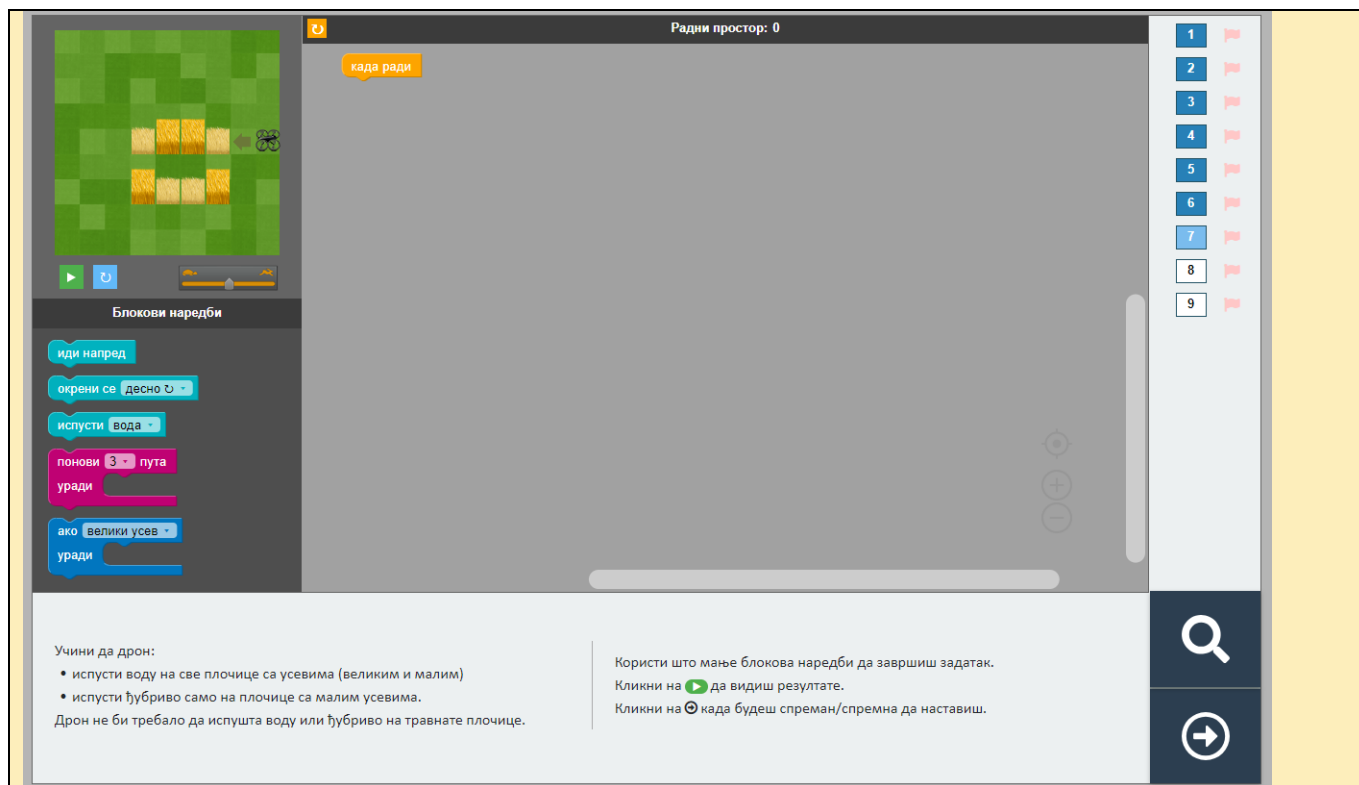 Радни простор: 0
када ради
Блокови наредби
иди напред
окрени се десно ↻
испусти вода
понови 3 пута
уради
ако велики усев
уради
1
2
3
4
5
6
7
8
9
Учини да дрон:
• испусти воду на све плочице са усевима (великим и малим)
• испусти ђубриво само на плочице са малим усевима.
Дрон не би требало да испушта воду или ђубриво на травнате плочице.
Користи што мање блокова наредби да завршиш задатак.
Кликни на да видиш резултате.
Кликни на када будеш спреман/спремна да наставиш.